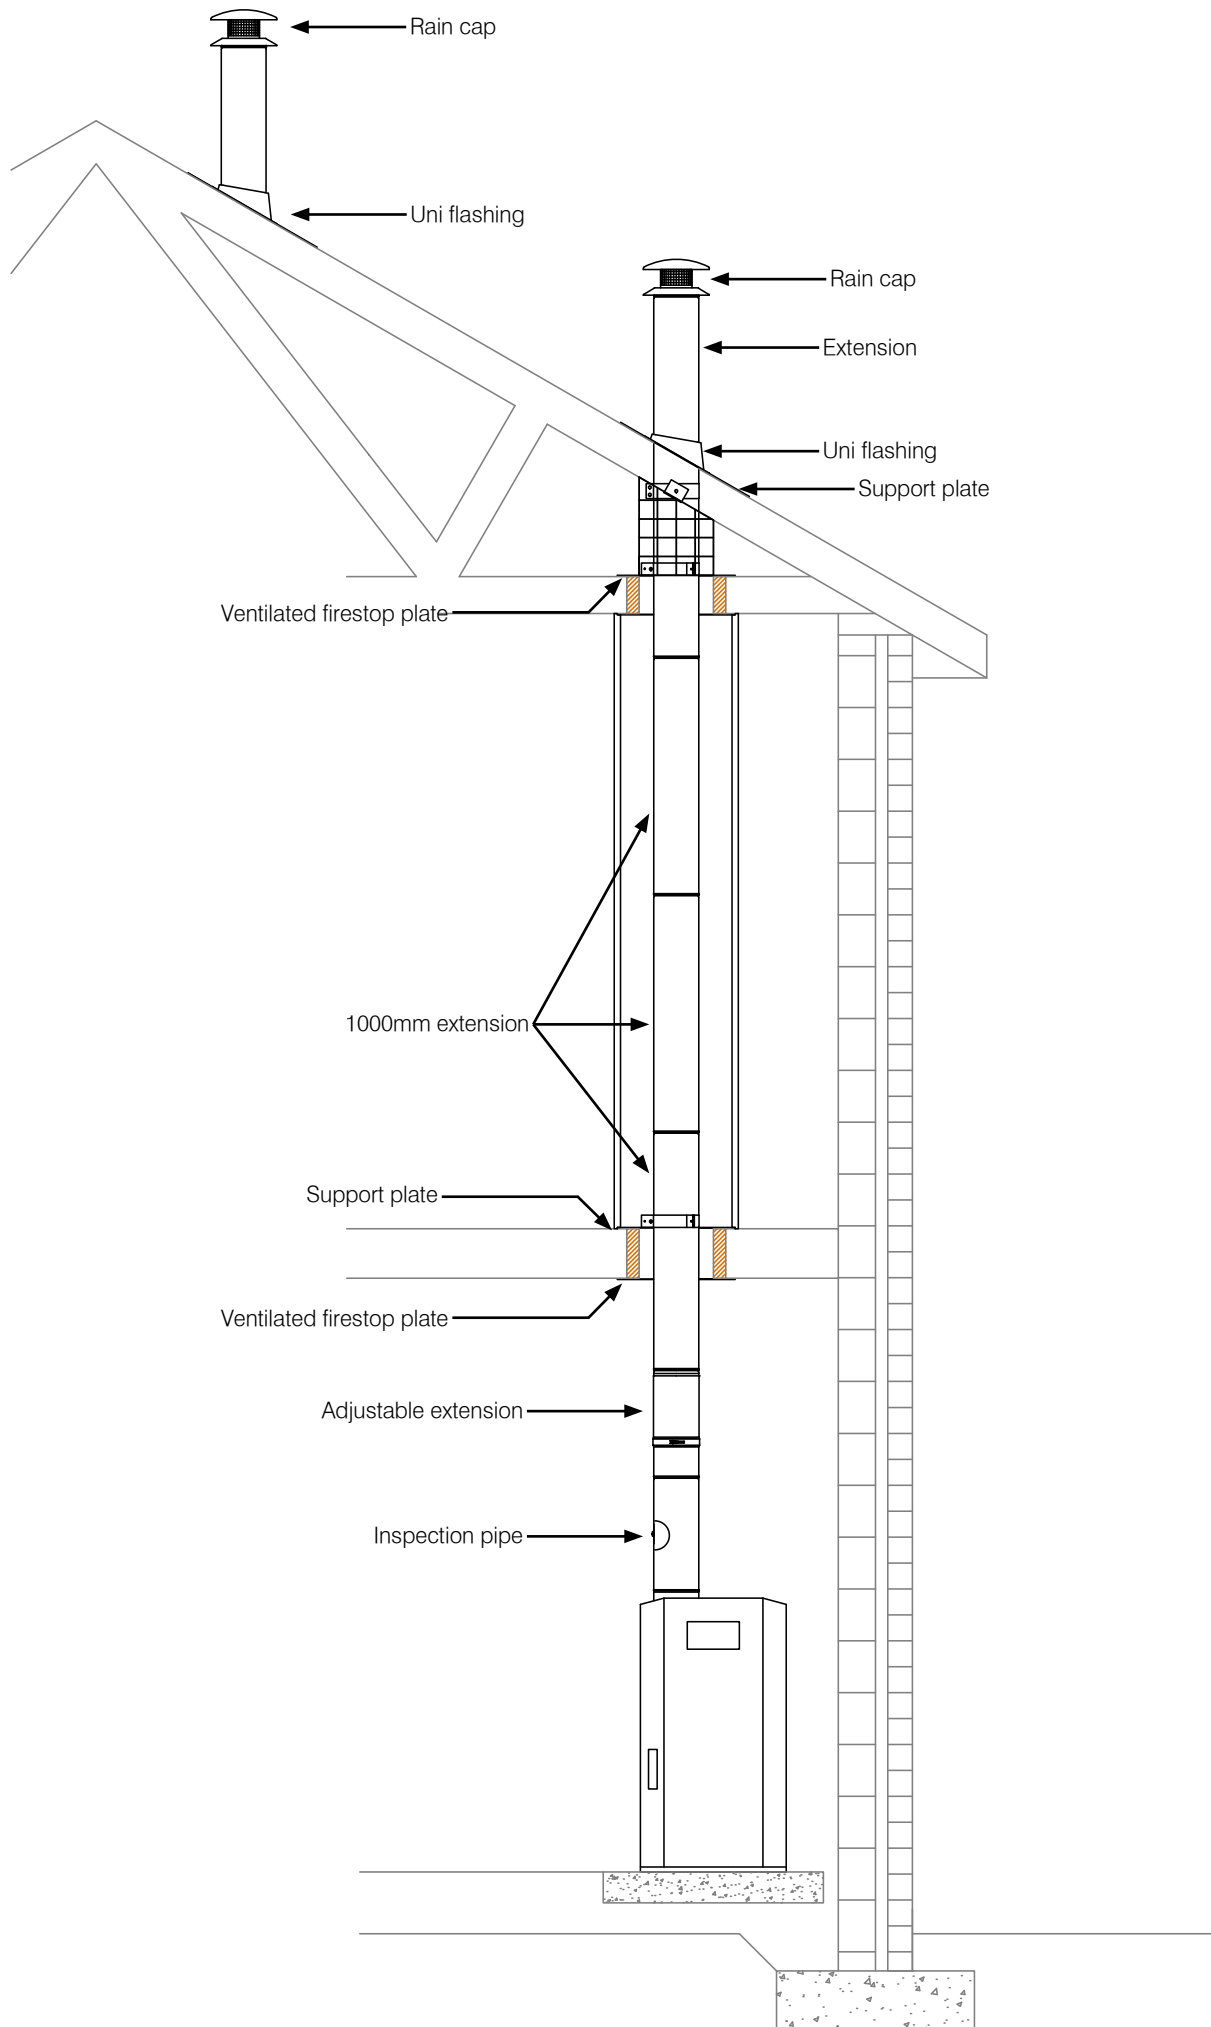 Rain cap
Uni flashing
Rain cap
Extension
Uni flashing
Support plate
Ventilated firestop plate
1000mm extension
Support plate
Ventilated firestop plate
Adjustable extension
Inspection pipe